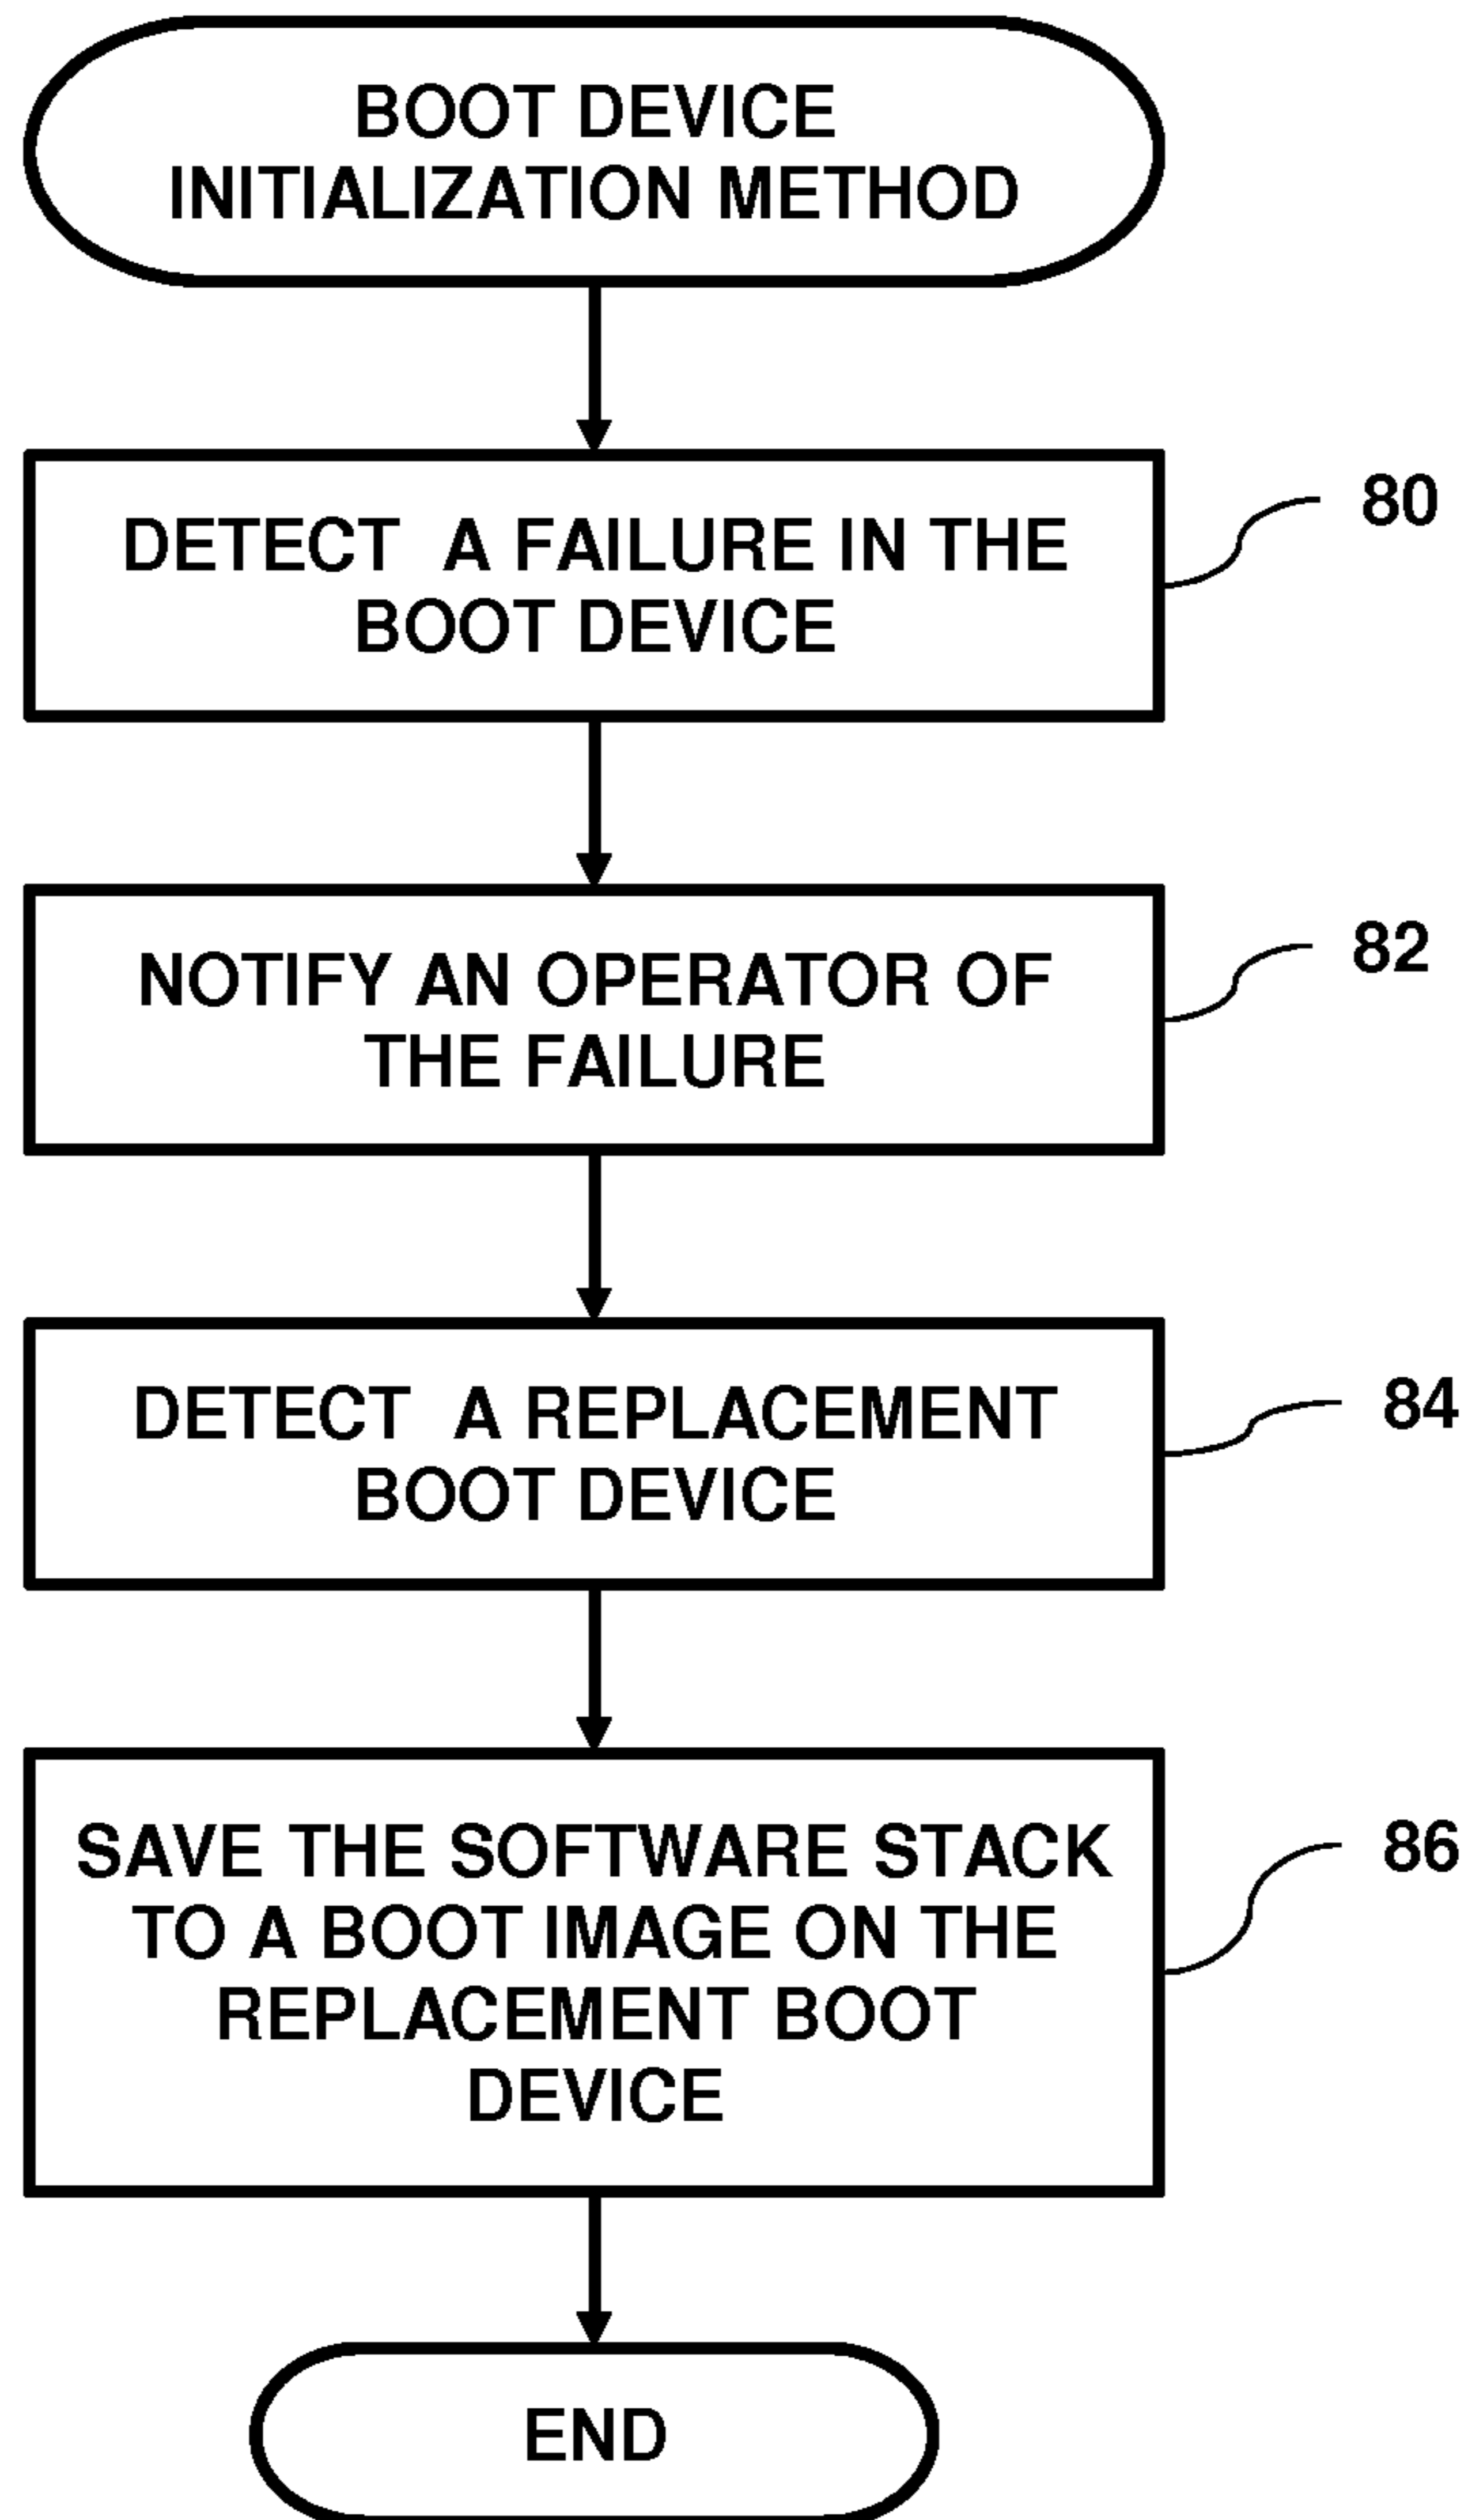 BOOT DEVICE
INITIALIZATION METHOD
DETECT A FAILURE IN THE
BOOT DEVICE
80
NOTIFY AN OPERATOR OF
THE FAILURE
82
DETECT A REPLACEMENT
BOOT DEVICE
84
SAVE THE SOFTWARE STACK
TO A BOOT IMAGE ON THE
REPLACEMENT BOOT
DEVICE
86
END